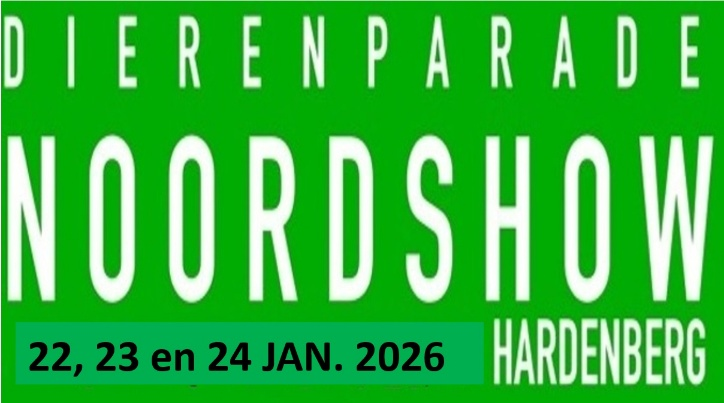 DIERENPARADE
NOORDSHOW
HARDENBERG
22, 23 en 24 JAN. 2026